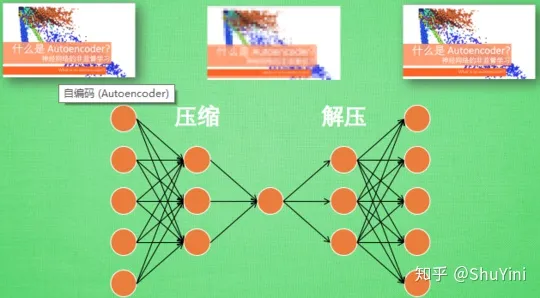 什么是 Autoencoder?
神经网络的非监督学习
什么是 Autoencoder?
什么是 Autoencoder?
神经网络的非监督学习
自编码 (Autoencoder)
压缩
解压
知乎 @ShuYini